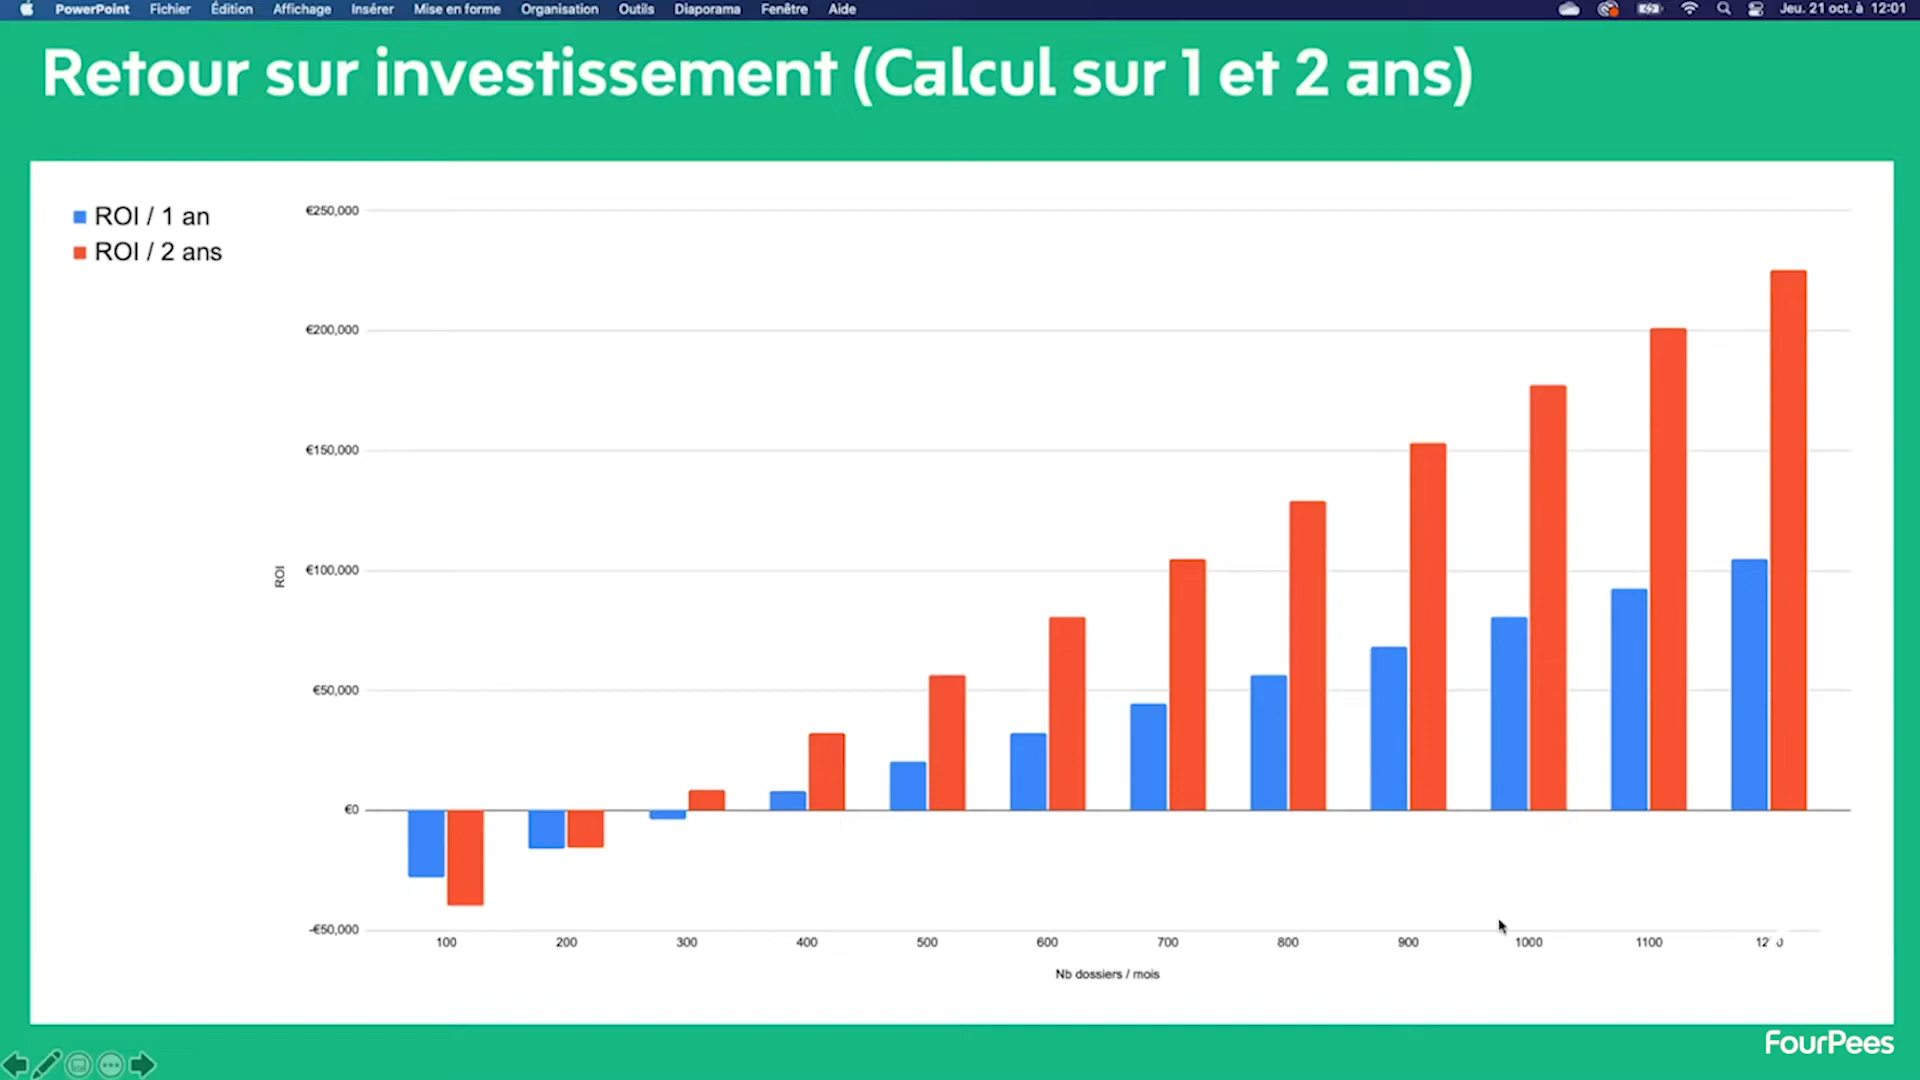 PowerPoint Fichier Édition Affichage Insérer Mise en forme Organisation Outils Diaporama Fenêtre Aide Jeu. 21 oct. à 12:01
Retour sur investissement (Calcul sur 1 et 2 ans)
ROI / 1 an
ROI / 2 ans
€250,000
€200,000
€150,000
€100,000
€50,000
€0
-€50,000
ROI
100 200 300 400 500 600 700 800 900 1000 1100
Nb dossiers / mois
FourPees